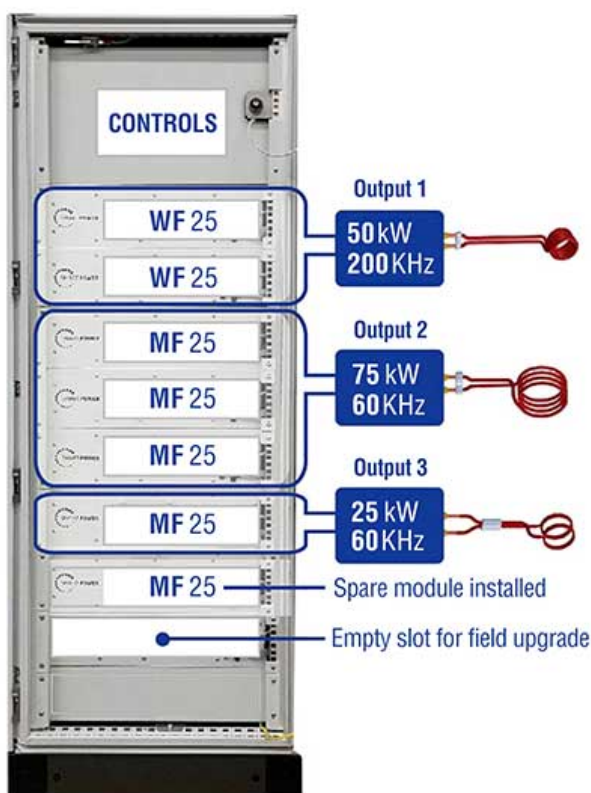 CONTROLS
Output 1
WF 25
50 kW
200 KHz
WF 25
Output 2
MF 25
75 kW
60 KHz
MF 25
MF 25
Output 3
MF 25
25 kW
60 KHz
MF 25
Spare module installed
Empty slot for field upgrade